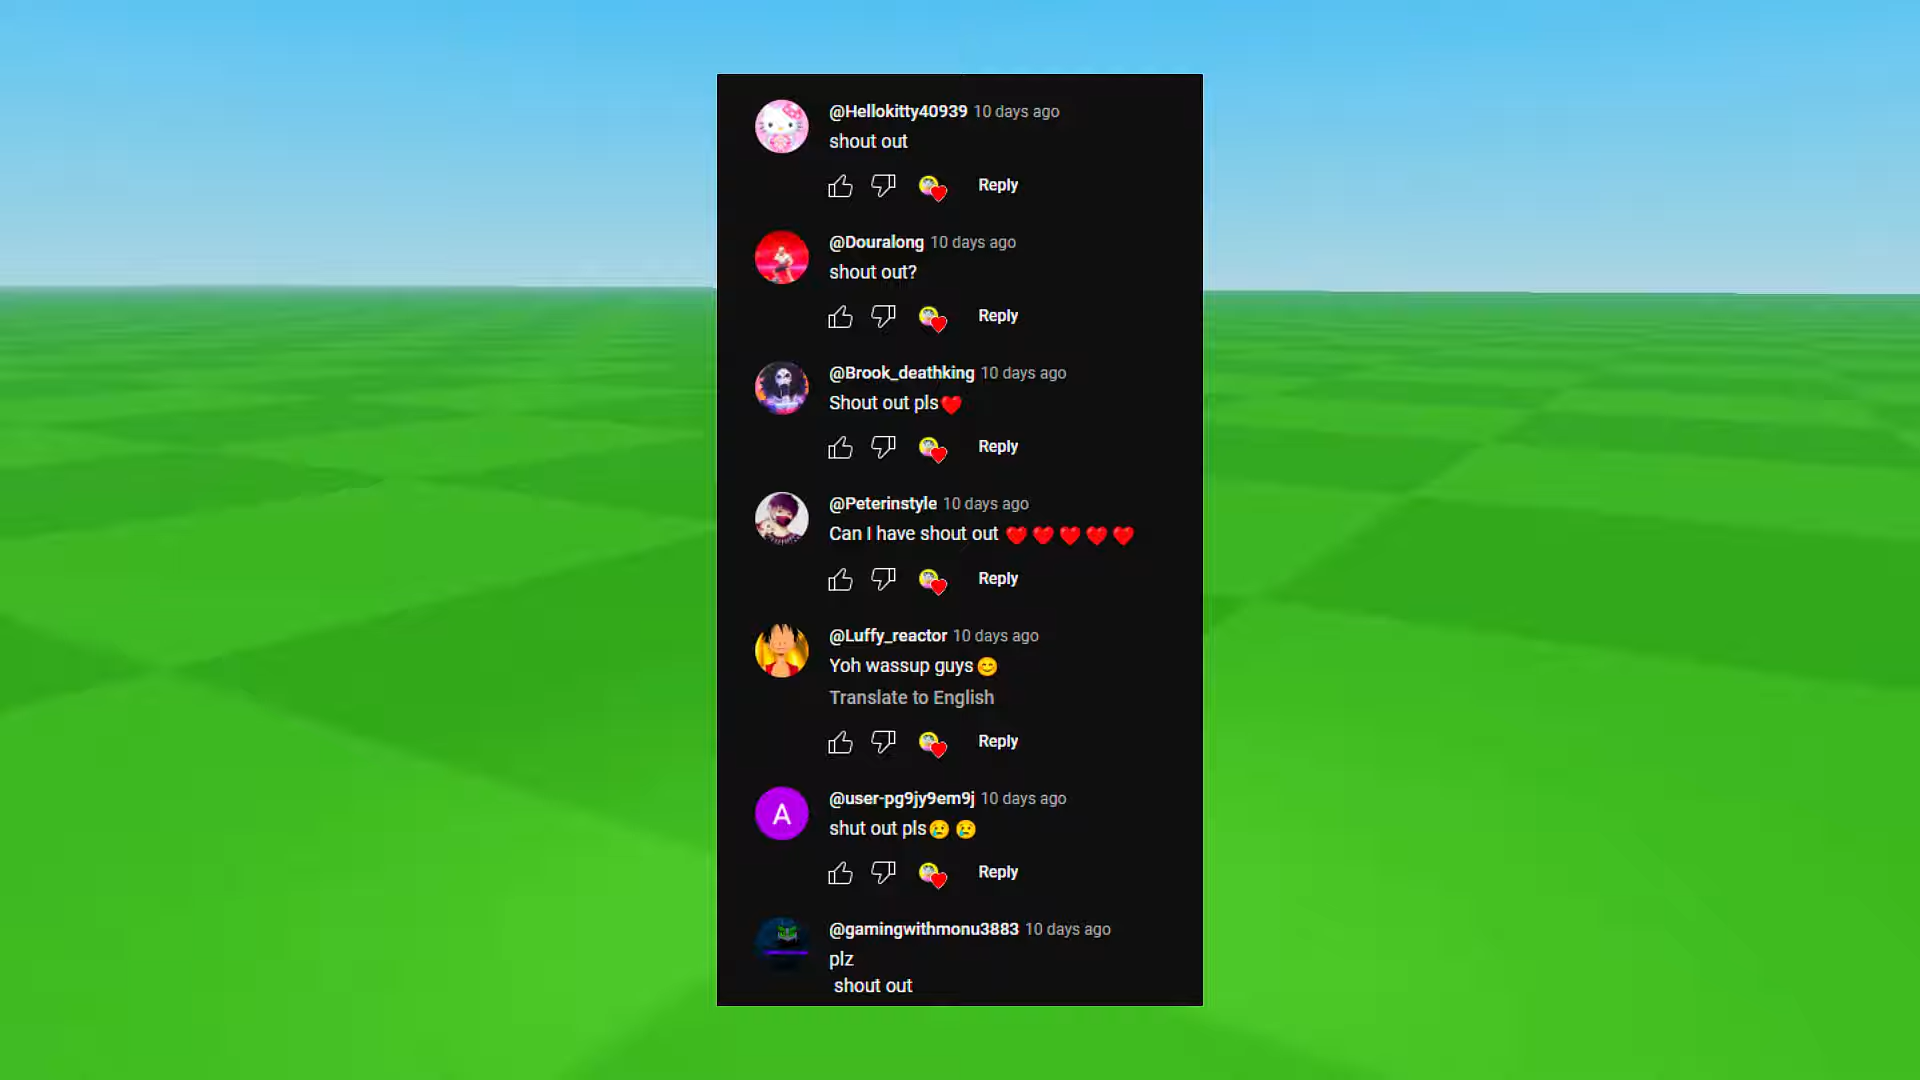 @Hellokitty40939 10 days ago
shout out
Reply
@Douralong 10 days ago
shout out?
Reply
@Brook_deathking 10 days ago
Shout out pls❤️
Reply
@Peterinstyle 10 days ago
Can I have shout out ❤️❤️❤️❤️❤️
Reply
@Luffy_reactor 10 days ago
Yoh wassup guys😊
Translate to English
Reply
A
@user-pg9jy9em9j 10 days ago
shut out pls😢😢
Reply
@gamingwithmonu3883 10 days ago
plz
shout out